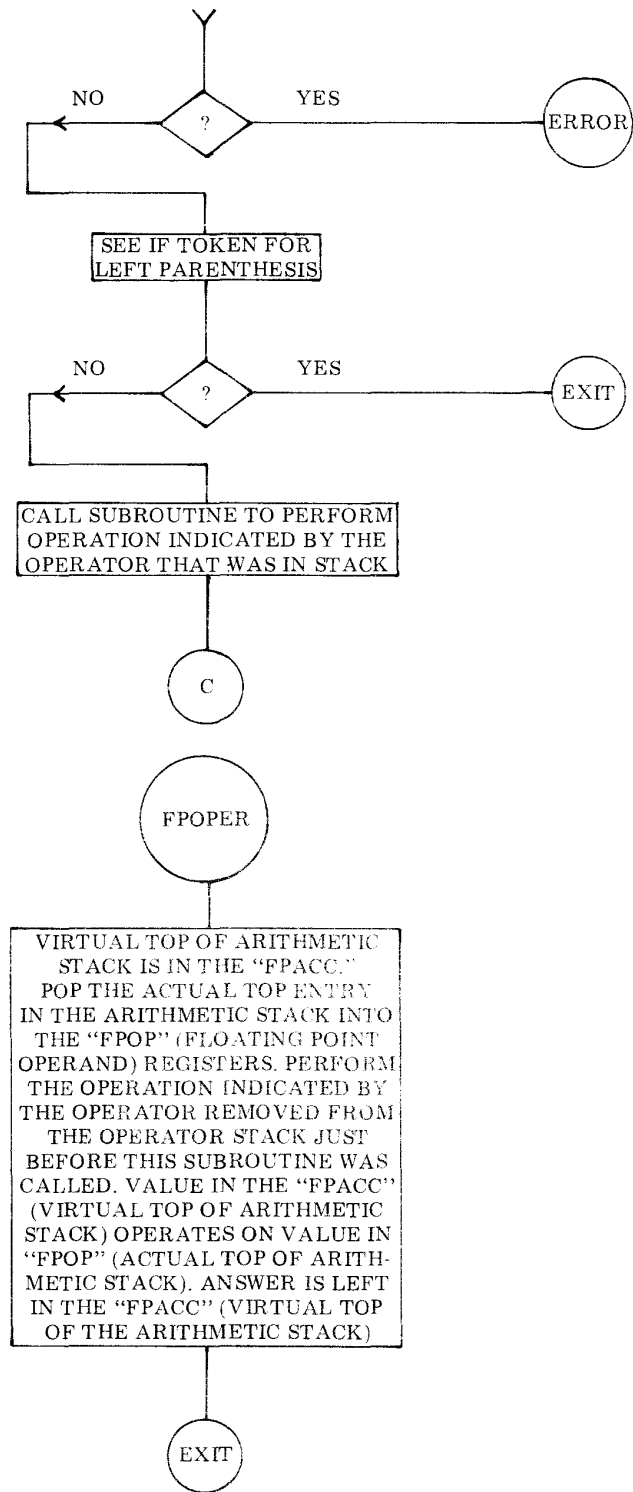 NO YES
?
ERROR
SEE IF TOKEN FOR
LEFT PARENTHESIS
NO YES
?
EXIT
CALL SUBROUTINE TO PERFORM
OPERATION INDICATED BY THE
OPERATOR THAT WAS IN STACK
C
FPOPER
VIRTUAL TOP OF ARITHMETIC
STACK IS IN THE “FPACC.”
POP THE ACTUAL TOP ENTRY
IN THE ARITHMETIC STACK INTO
THE “FPOP” (FLOATING POINT
OPERAND) REGISTERS. PERFORM
THE OPERATION INDICATED BY
THE OPERATOR REMOVED FROM
THE OPERATOR STACK JUST
BEFORE THIS SUBROUTINE WAS
CALLED. VALUE IN THE “FPACC”
(VIRTUAL TOP OF ARITHMETIC
STACK) OPERATES ON VALUE IN
“FPOP” (ACTUAL TOP OF ARITH-
METIC STACK). ANSWER IS LEFT
IN THE “FPACC” (VIRTUAL TOP
OF THE ARITHMETIC STACK)
EXIT